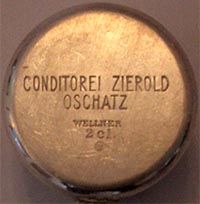 CONDITOREI ZIEROLD
OSCHATZ
WELLNER
2 cl.